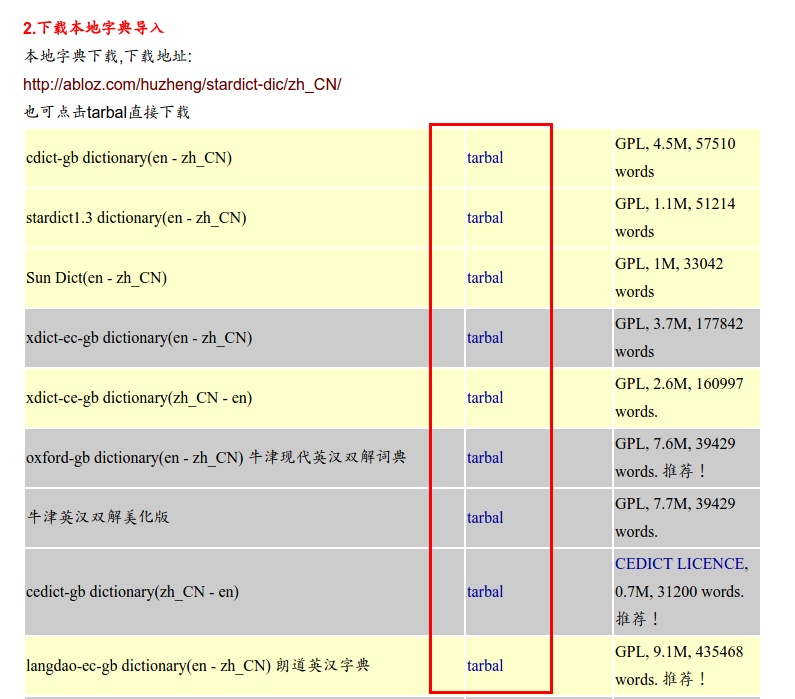 2.下载本地字典导入
本地字典下载,下载地址:
http://abloz.com/huzheng/stardict-dic/zh_CN/
也可点击tarbal直接下载
cdict-gb dictionary(en - zh_CN) tarbal GPL, 4.5M, 57510
words
stardict1.3 dictionary(en - zh_CN) tarbal GPL, 1.1M, 51214
words
Sun Dict(en - zh_CN) tarbal GPL, 1M, 33042
words
xdict-ec-gb dictionary(en - zh_CN) tarbal GPL, 3.7M, 177842
words
xdict-ce-gb dictionary(zh_CN - en) tarbal GPL, 2.6M, 160997
words.
oxford-gb dictionary(en - zh_CN) 牛津现代英汉双解词典 tarbal GPL, 7.6M, 39429
words. 推荐！
牛津英汉双解美化版 tarbal GPL, 7.7M, 39429
words.
cedict-gb dictionary(zh_CN - en) tarbal CEDICT LICENCE,
0.7M, 31200 words.
推荐！
langdao-ec-gb dictionary(en - zh_CN) 朗道英汉字典 tarbal GPL, 9.1M, 435468
words. 推荐！